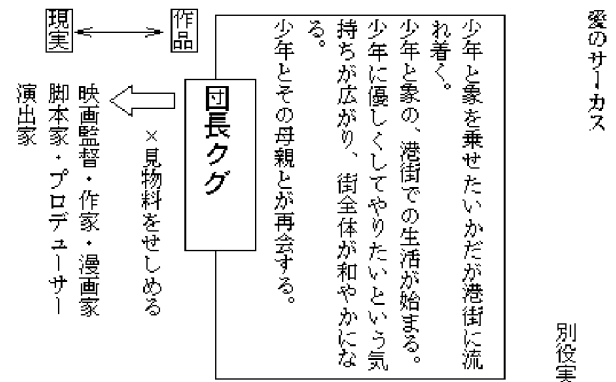 愛のサーカス
別役実
少年と象を乗せたいかだが港街に流
れ着く。
少年と象の、港街での生活が始まる。
少年に優しくしてやりたいという気
持ちが広がり、街全体が和やかにな
る。
少年とその母親とが再会する。
団長クグ
×見物料をせしめる
作品
現実
映画監督・作家・漫画家
脚本家・プロデューサー
演出家